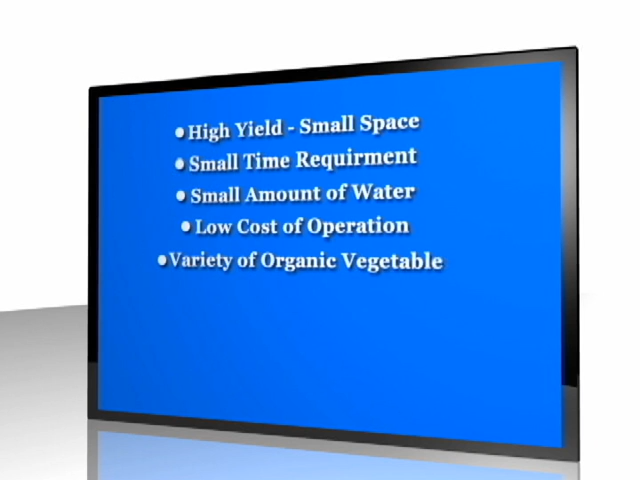 •High Yield - Small Space
•Small Time Requirment
•Small Amount of Water
•Low Cost of Operation
•Variety of Organic Vegetable